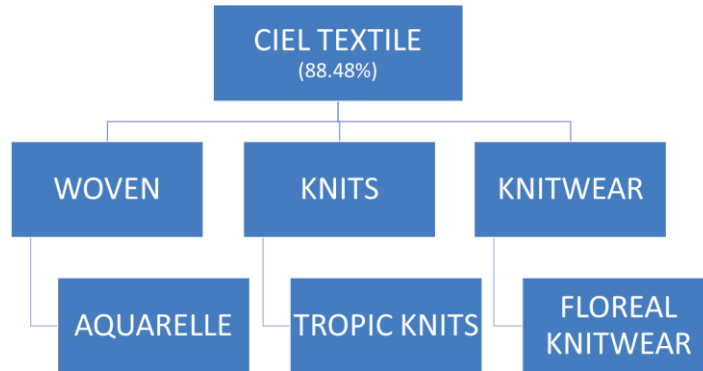 CIEL TEXTILE
(88.48%)
WOVEN
KNITS
KNITWEAR
AQUARELLE
TROPIC KNITS
FLOREAL
KNITWEAR